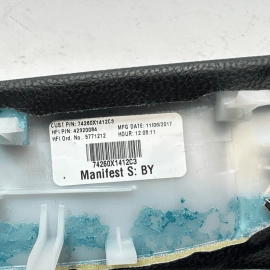 CUST P/N: 74260X1412C3 MFG DATE: 11/06/2017
HFI P/N: 42920084 HOUR: 12:09:11
HFI Ord. No. 5771212
74260X1412C3
Manifest S: BY